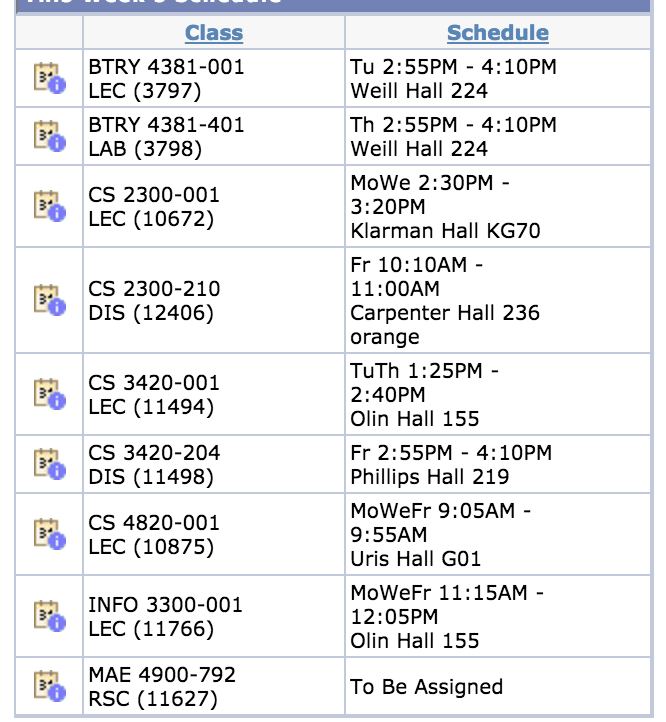 This Week's Schedule
Class Schedule
BTRY 4381-001
LEC (3797)
Tu 2:55PM - 4:10PM
Weill Hall 224
BTRY 4381-401
LAB (3798)
Th 2:55PM - 4:10PM
Weill Hall 224
CS 2300-001
LEC (10672)
MoWe 2:30PM -
3:20PM
Klarman Hall KG70
CS 2300-210
DIS (12406)
Fr 10:10AM -
11:00AM
Carpenter Hall 236
orange
CS 3420-001
LEC (11494)
TuTh 1:25PM -
2:40PM
Olin Hall 155
CS 3420-204
DIS (11498)
Fr 2:55PM - 4:10PM
Phillips Hall 219
CS 4820-001
LEC (10875)
MoWeFr 9:05AM -
9:55AM
Uris Hall G01
INFO 3300-001
LEC (11766)
MoWeFr 11:15AM -
12:05PM
Olin Hall 155
MAE 4900-792
RSC (11627)
To Be Assigned